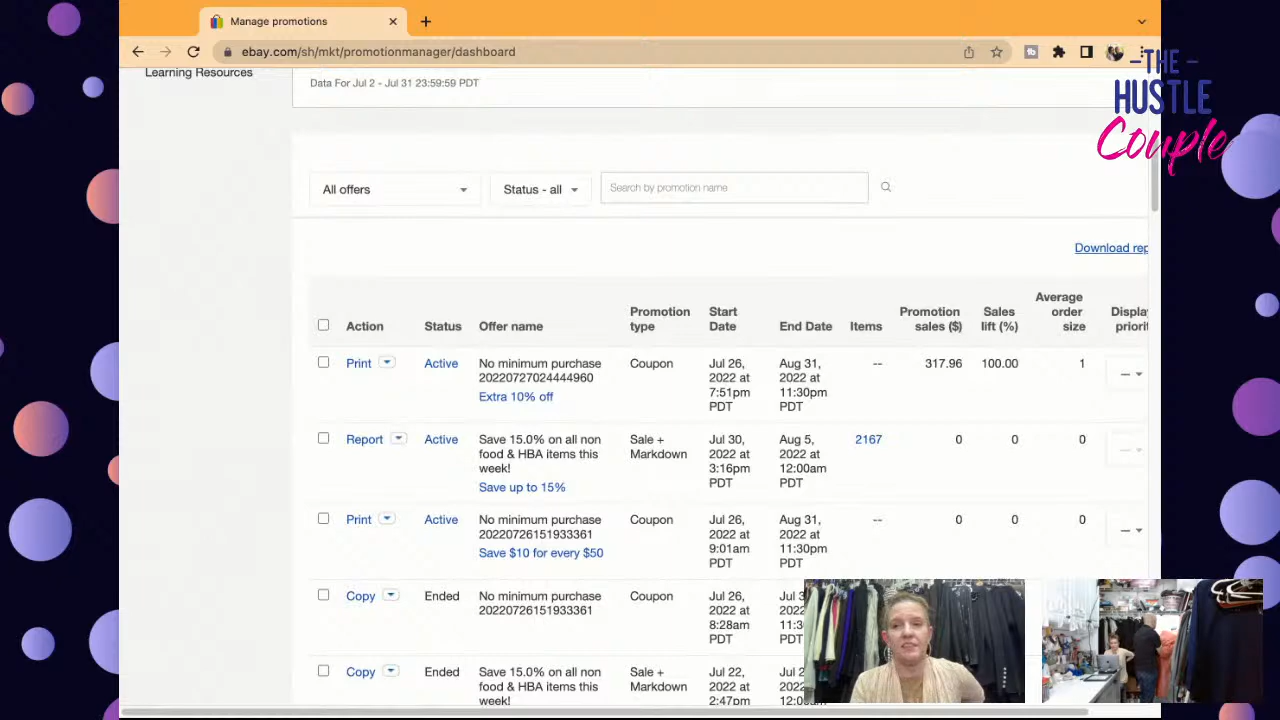 Manage promotions
ebay.com/sh/mkt/promotionmanager/dashboard
THE
HUSTLE
Couple
Learning Resources
Data For Jul 2 - Jul 31 23:59:59 PDT
All offers
Status - all
Search by promotion name
Download rep
Action Status Offer name Promotion type Start Date End Date Items Promotion sales ($) Sales lift (%) Average order size Display priorit
Print Active No minimum purchase Coupon Jul 26, Aug 31, -- 317.96 100.00 1
20220727024444960 2022 at 2022 at
Extra 10% off 7:51pm 11:30pm
PDT PDT
Report Active Save 15.0% on all non Sale + Jul 30, Aug 5, 2167 0 0 0
food & HBA items this Markdown 2022 at 2022 at
week! 3:16pm 12:00am
Save up to 15% PDT PDT
Print Active No minimum purchase Coupon Jul 26, Aug 31, -- 0 0 0
20220726151933361 2022 at 2022 at
Save $10 for every $50 9:01am 11:30pm
PDT PDT
Copy Ended No minimum purchase Coupon Jul 26,
20220726151933361 2022 at
8:28am
PDT
Copy Ended Save 15.0% on all non Sale + Jul 22,
food & HBA items this Markdown 2022 at
week! 2:47pm